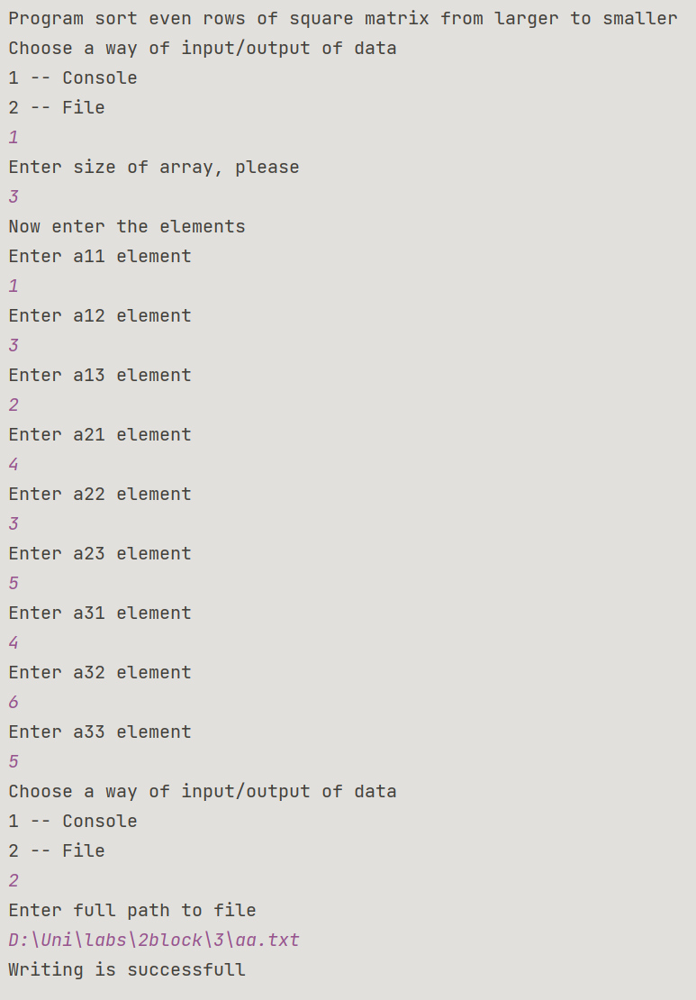 Program sort even rows of square matrix from larger to smaller
Choose a way of input/output of data
1 -- Console
2 -- File
1
Enter size of array, please
3
Now enter the elements
Enter a11 element
1
Enter a12 element
3
Enter a13 element
2
Enter a21 element
4
Enter a22 element
3
Enter a23 element
5
Enter a31 element
4
Enter a32 element
6
Enter a33 element
5
Choose a way of input/output of data
1 -- Console
2 -- File
2
Enter full path to file
D:\Uni\labs\2block\3\aa.txt
Writing is successfull